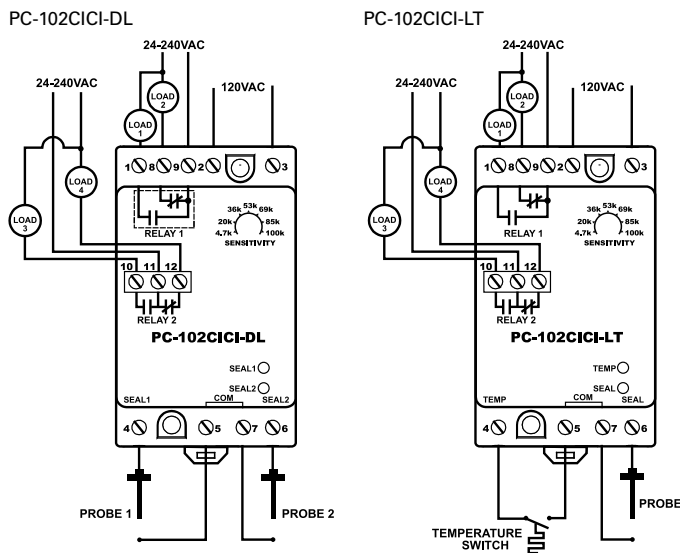 PC-102CICI-DL
24-240VAC
24-240VAC
120VAC
LOAD 2
LOAD 1
LOAD 4
LOAD 3
1 8 9 2 3
RELAY 1
36k 53k 69k
20k 85k
4.7k 100k
SENSITIVITY
10 11 12
RELAY 2
PC-102CICI-DL
SEAL1
SEAL2
SEAL1 COM SEAL2
4 5 7 6
PROBE 1
PROBE 2
PC-102CICI-LT
24-240VAC
24-240VAC
120VAC
LOAD 2
LOAD 1
LOAD 4
LOAD 3
1 8 9 2 3
RELAY 1
36k 53k 69k
20k 85k
4.7k 100k
SENSITIVITY
10 11 12
RELAY 2
PC-102CICI-LT
TEMP
SEAL
TEMP COM SEAL
4 5 7 6
PROBE
TEMPERATURE
SWITCH